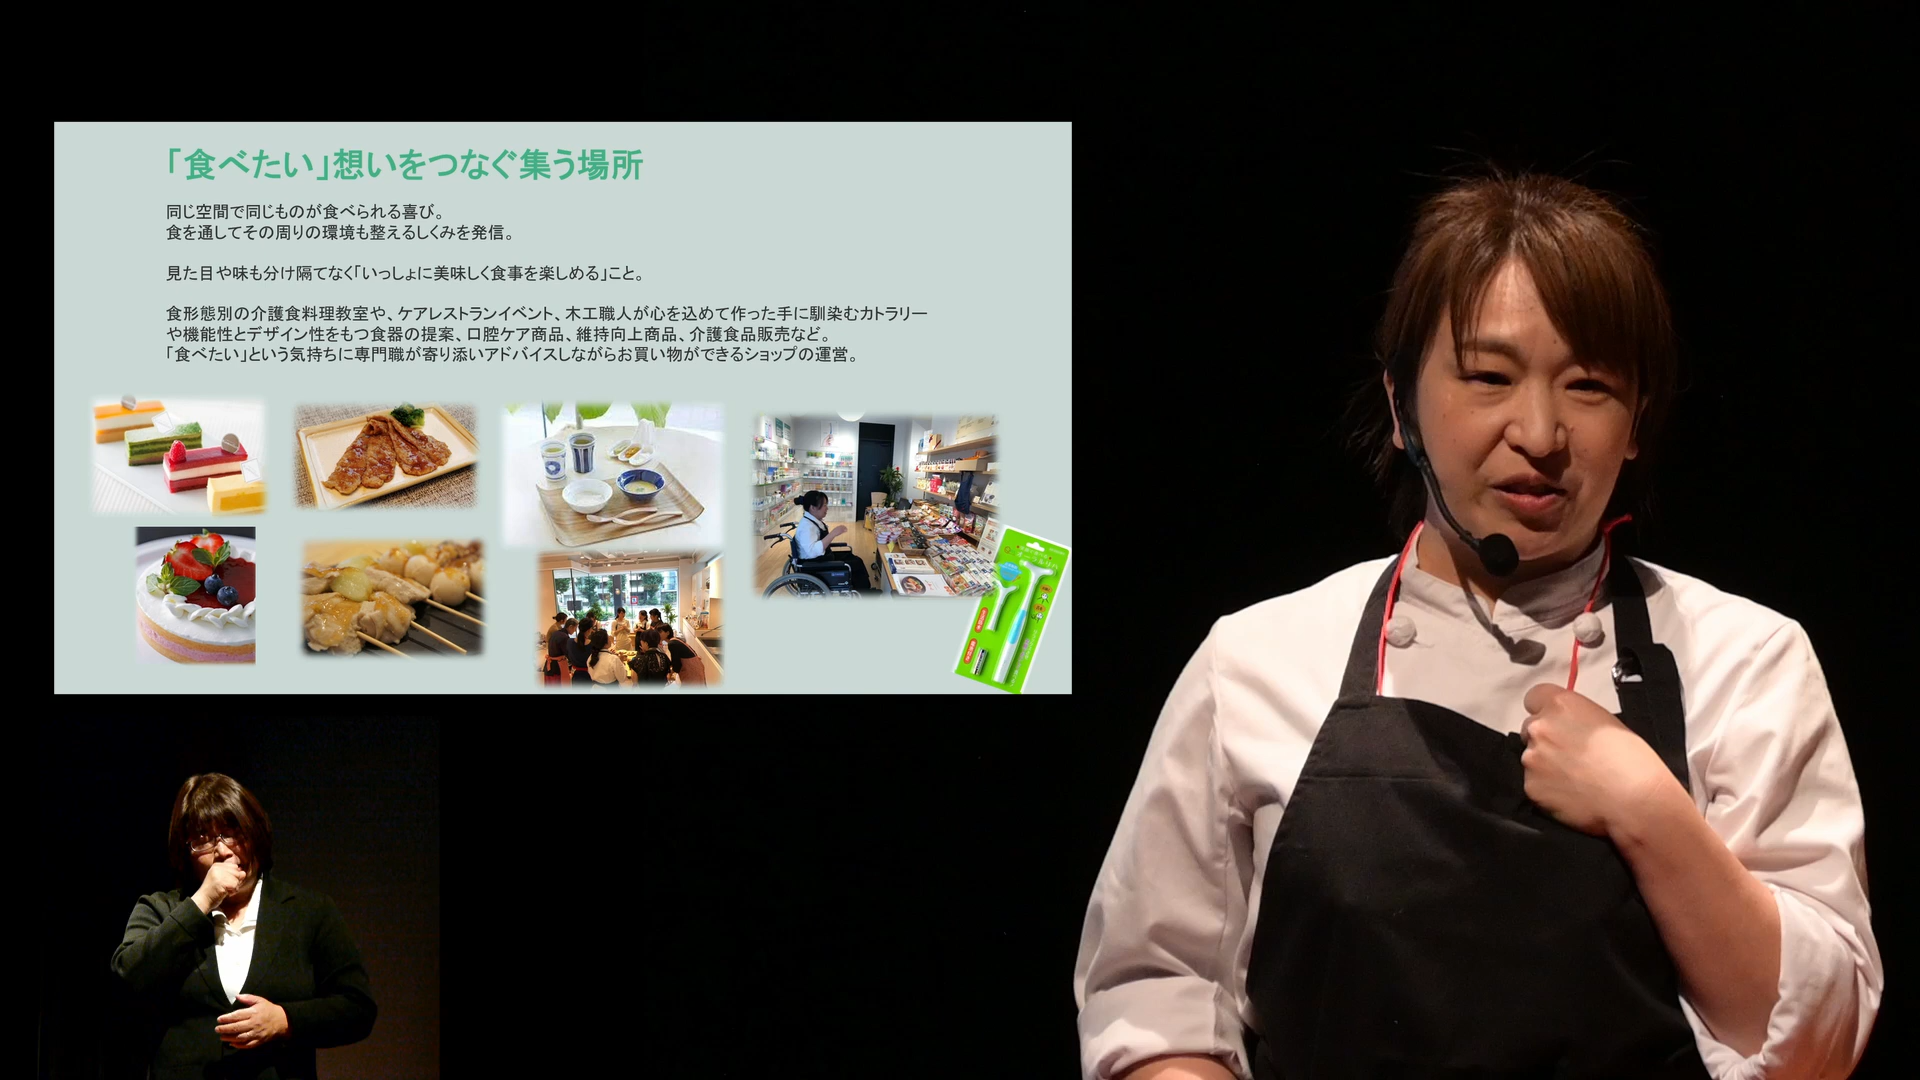 「食べたい」想いをつなぐ集う場所
同じ空間で同じものが食べられる喜び。
食を通してその周りの環境も整えるしくみを発信。
見た目や味も分け隔てなく「いっしょに美味しく食事を楽しめる」こと。
食形態別の介護食料理教室や、ケアレストランイベント、木工職人が心を込めて作った手に馴染むカトラリー
や機能性とデザイン性をもつ食器の提案、口腔ケア商品、維持向上商品、介護食品販売など。
「食べたい」という気持ちに専門職が寄り添いアドバイスしながらお買い物ができるショップの運営。